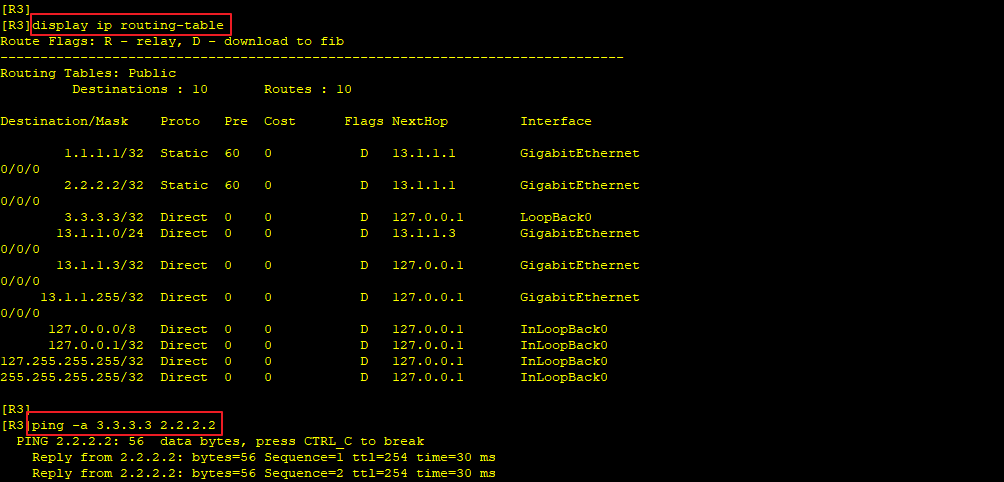 [R3]
[R3]display ip routing-table
Route Flags: R - relay, D - download to fib
------------------------------------------------------------------------------
Routing Tables: Public
         Destinations : 10       Routes : 10

Destination/Mask    Proto   Pre  Cost      Flags NextHop         Interface

        1.1.1.1/32  Static  60   0           D   13.1.1.1        GigabitEthernet
0/0/0
        2.2.2.2/32  Static  60   0           D   13.1.1.1        GigabitEthernet
0/0/0
        3.3.3.3/32  Direct  0    0           D   127.0.0.1       LoopBack0
       13.1.1.0/24  Direct  0    0           D   13.1.1.3        GigabitEthernet
0/0/0
       13.1.1.3/32  Direct  0    0           D   127.0.0.1       GigabitEthernet
0/0/0
     13.1.1.255/32  Direct  0    0           D   127.0.0.1       GigabitEthernet
0/0/0
      127.0.0.0/8   Direct  0    0           D   127.0.0.1       InLoopBack0
      127.0.0.1/32  Direct  0    0           D   127.0.0.1       InLoopBack0
127.255.255.255/32  Direct  0    0           D   127.0.0.1       InLoopBack0
255.255.255.255/32  Direct  0    0           D   127.0.0.1       InLoopBack0

[R3]
[R3]ping -a 3.3.3.3 2.2.2.2
  PING 2.2.2.2: 56  data bytes, press CTRL_C to break
    Reply from 2.2.2.2: bytes=56 Sequence=1 ttl=254 time=30 ms
    Reply from 2.2.2.2: bytes=56 Sequence=2 ttl=254 time=30 ms